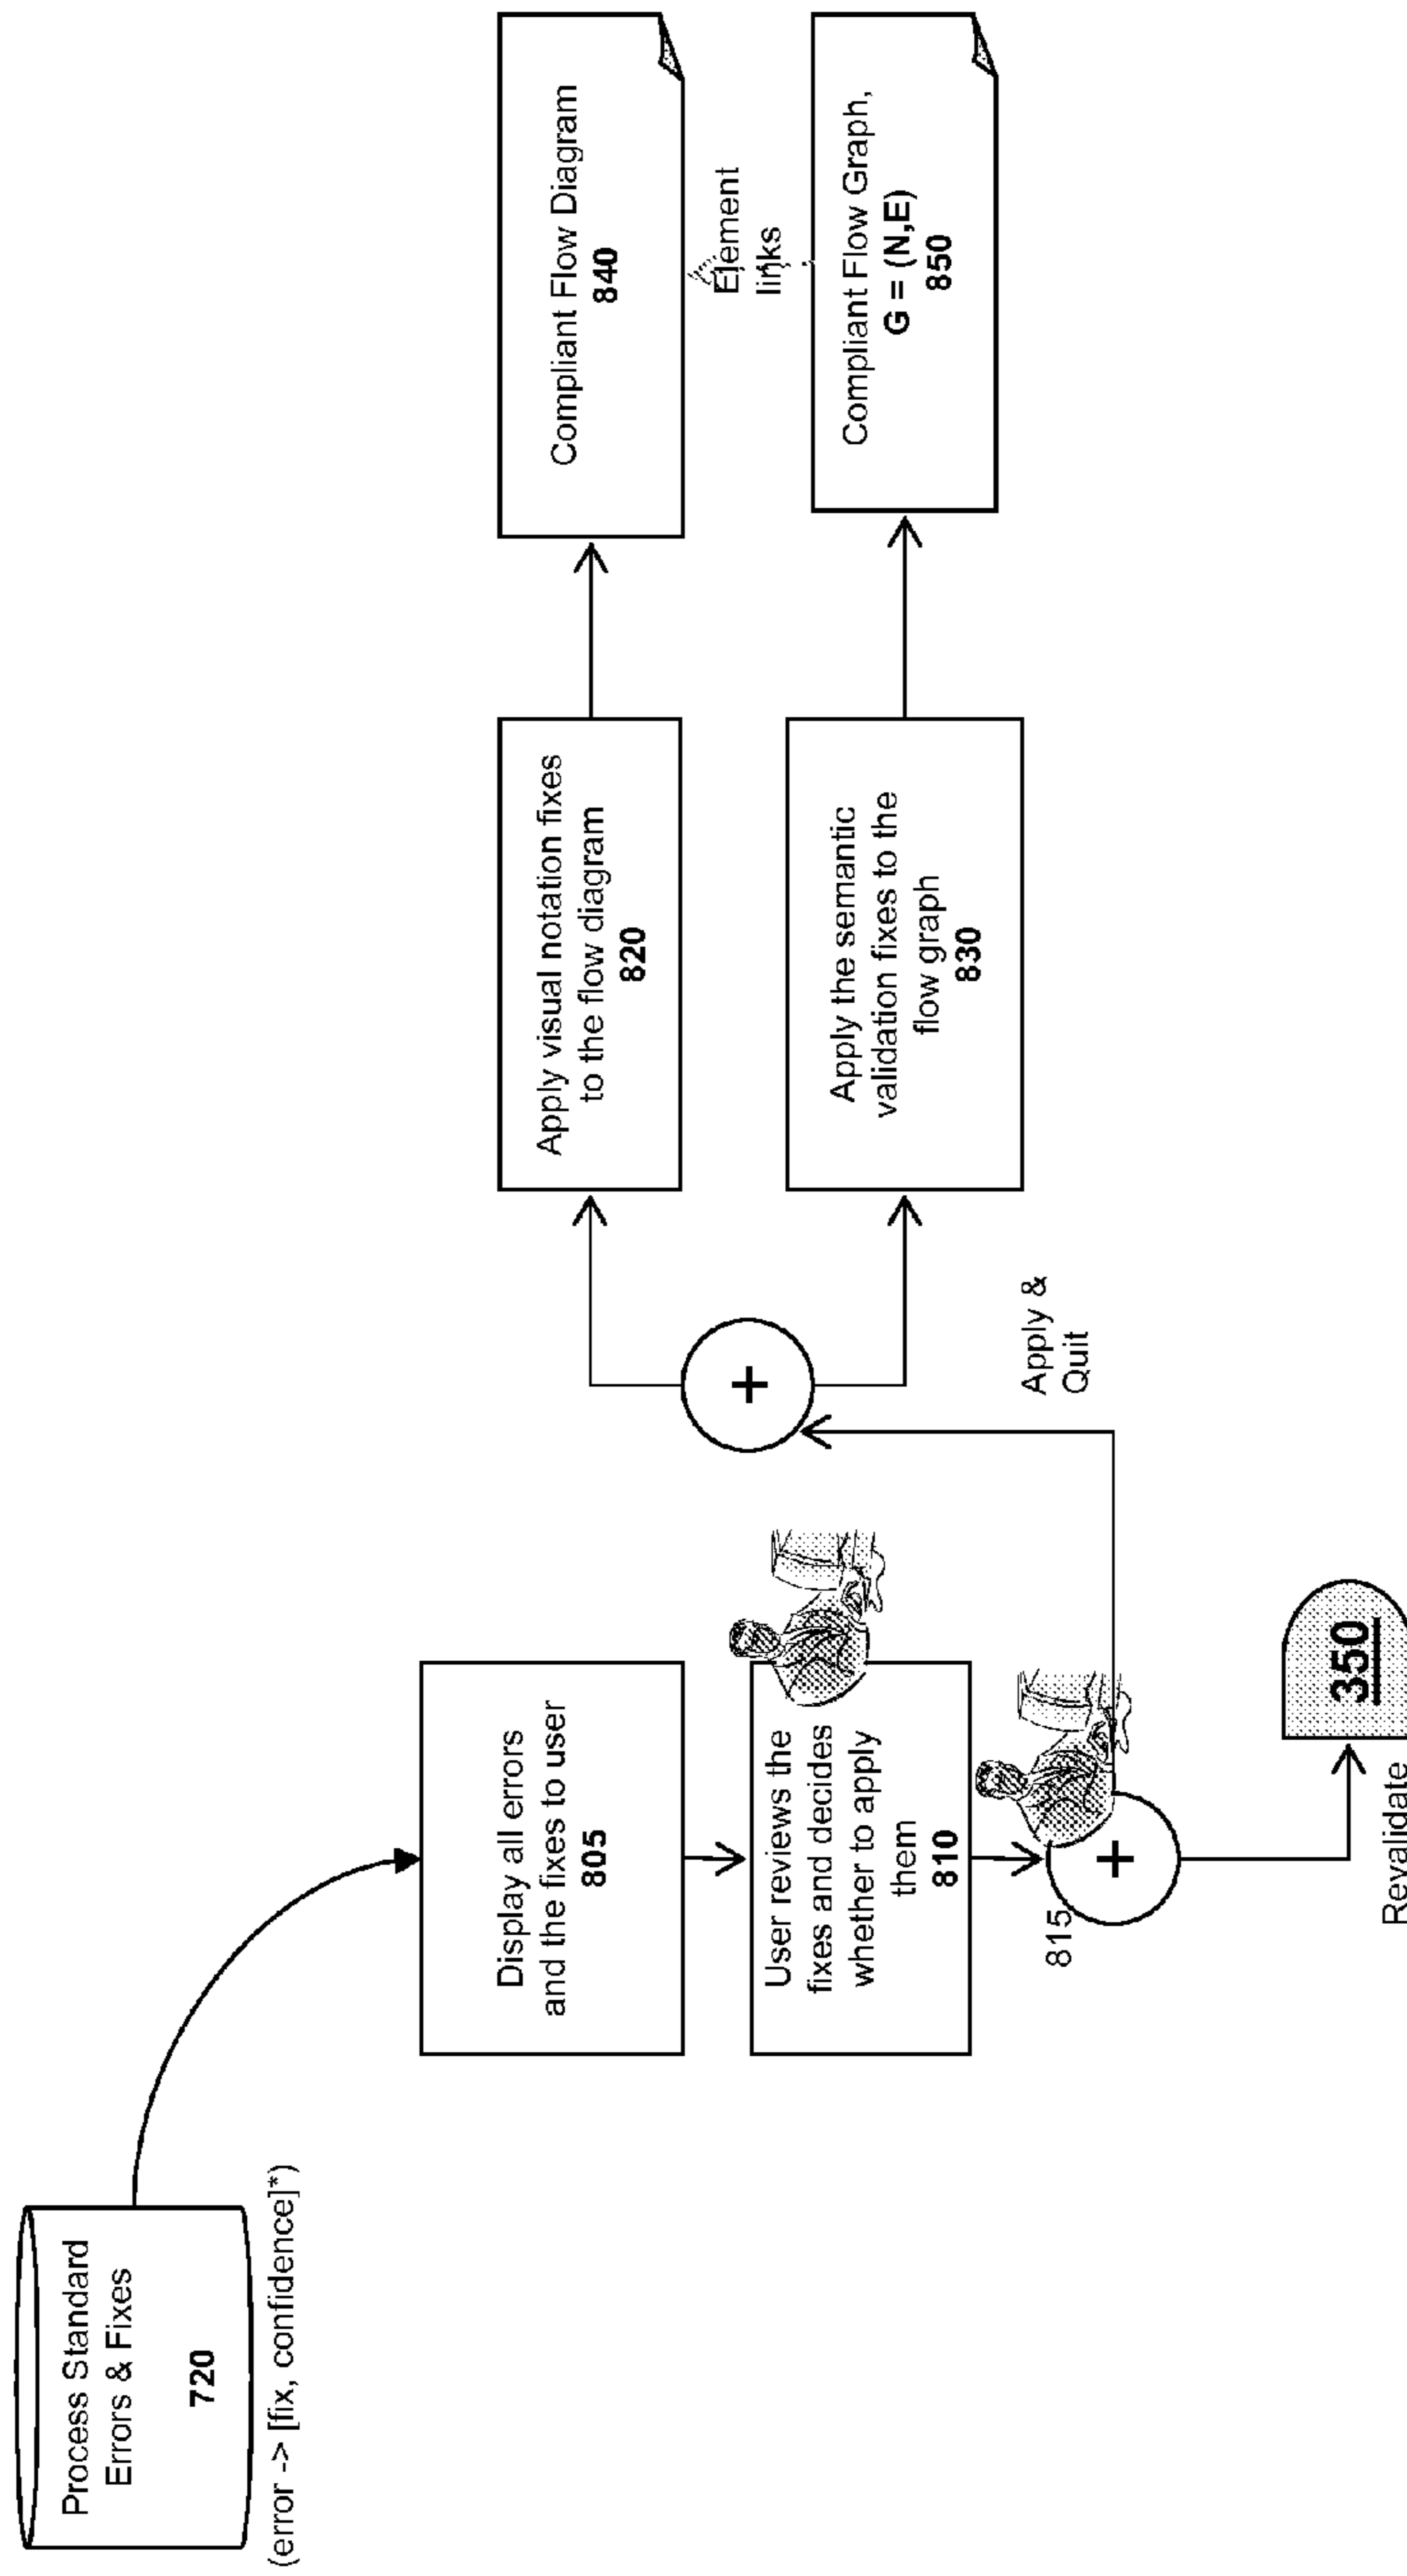 Process Standard
Errors & Fixes
720
(error -> [fix, confidence]*)
Display all errors
and the fixes to user
805
User reviews the
fixes and decides
whether to apply
them
810
815
+
Revalidate
350
Apply &
Quit
+
Apply visual notation fixes
to the flow diagram
820
Apply the semantic
validation fixes to the
flow graph
830
Compliant Flow Diagram
840
Element
links
Compliant Flow Graph,
G = (N,E)
850